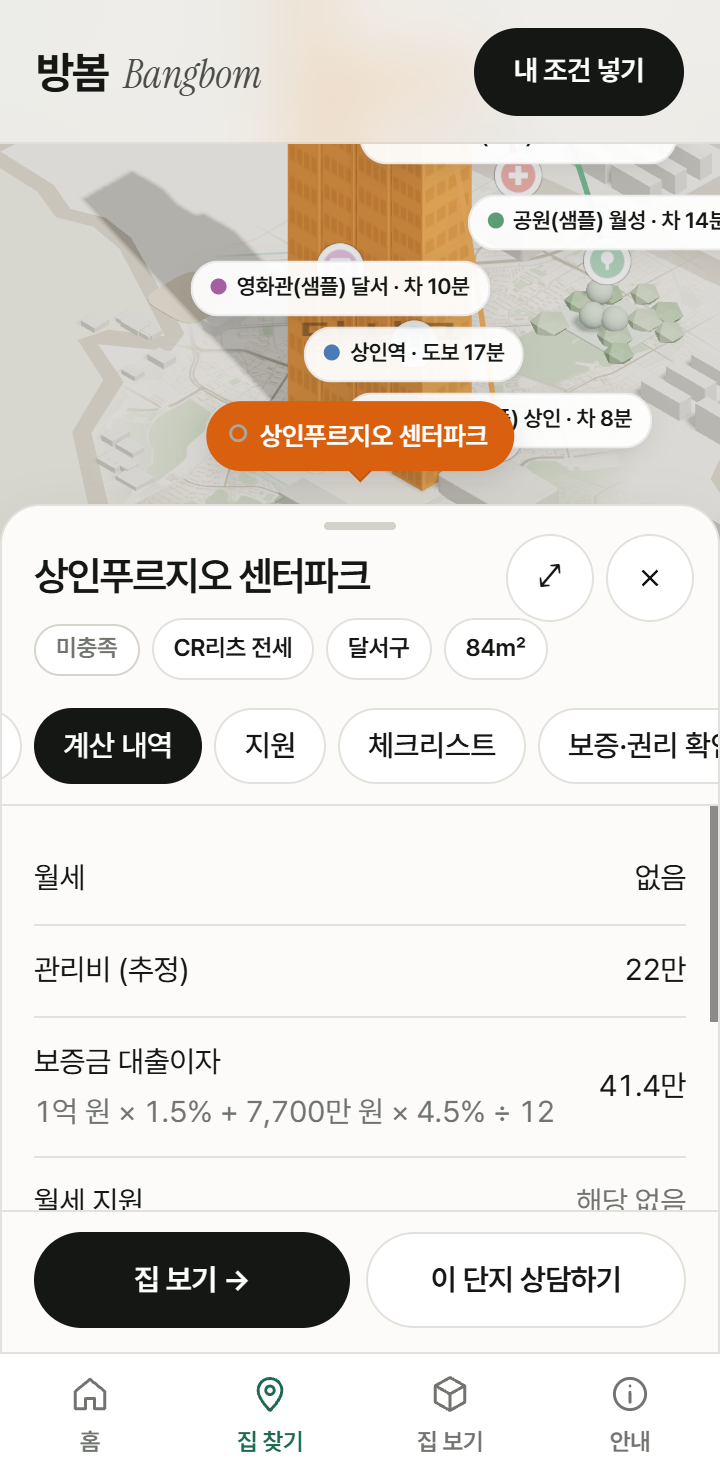 방봄 Bangbom
내 조건 넣기
공원(샘플) 월성 · 차 14분
영화관(샘플) 달서 · 차 10분
상인역 · 도보 17분
상인 · 차 8분
상인푸르지오 센터파크
상인푸르지오 센터파크
미충족
CR리츠 전세
달서구
84m²
계산 내역
지원
체크리스트
보증·권리 확인
월세
없음
관리비 (추정)
22만
보증금 대출이자
41.4만
1억 원 × 1.5% + 7,700만 원 × 4.5% ÷ 12
월세 지원
해당 없음
집 보기 →
이 단지 상담하기
홈
집 찾기
집 보기
안내